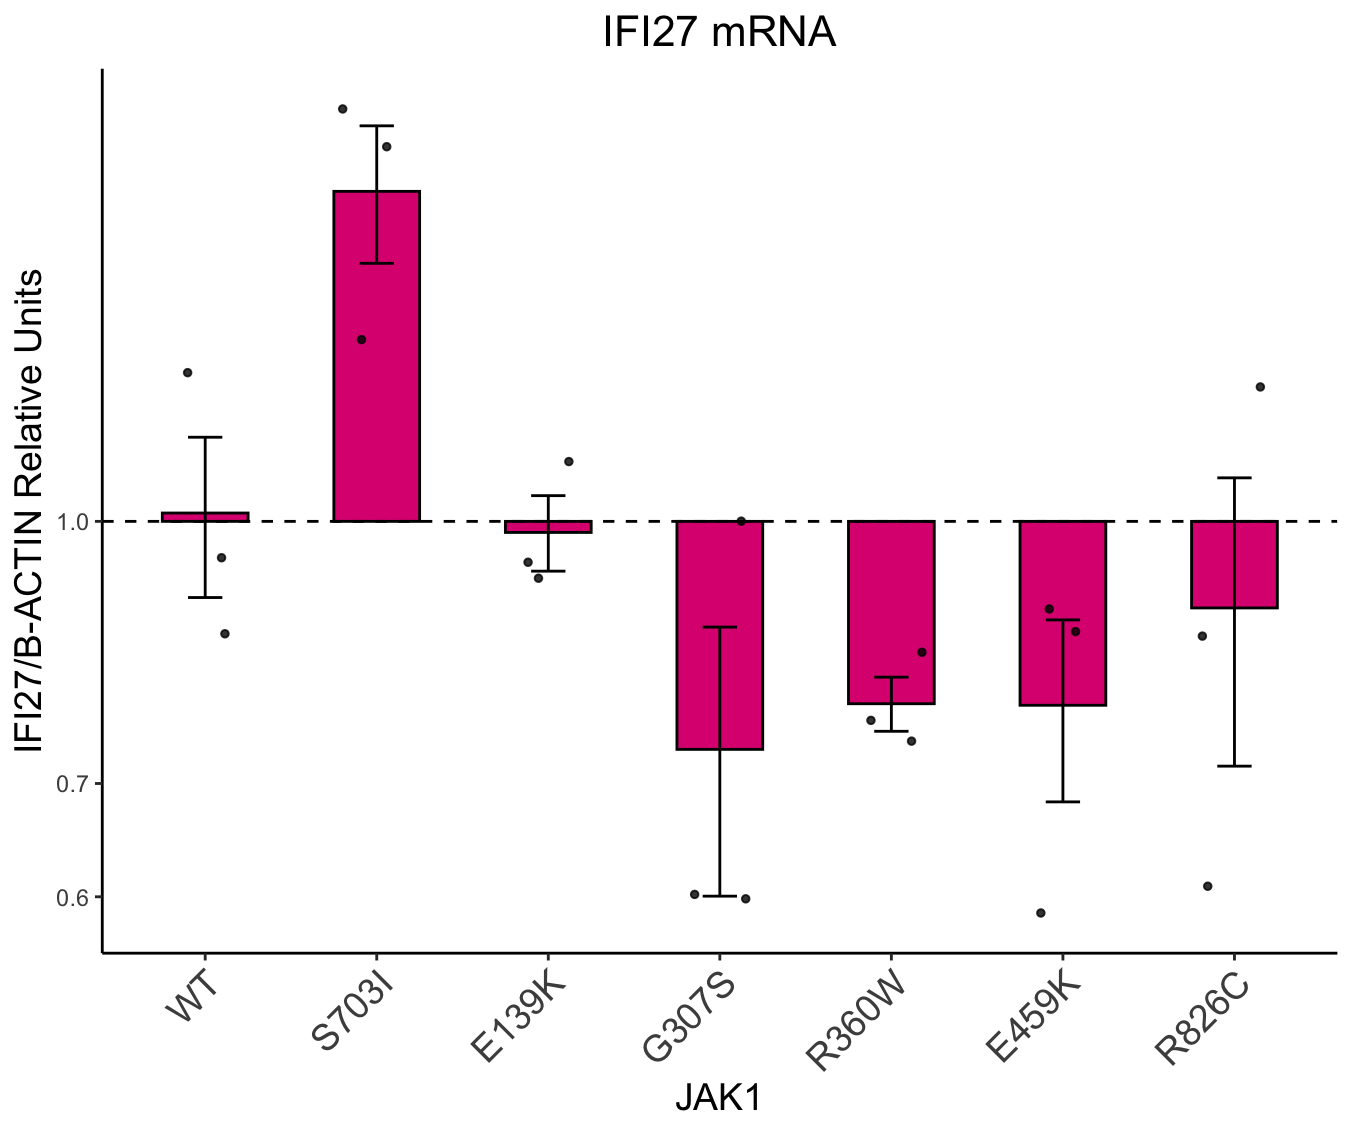 IFI27 mRNA
IFI27/B-ACTIN Relative Units
1.0
0.7
0.6
WT
S703I
E139K
G307S
R360W
E459K
R826C
JAK1